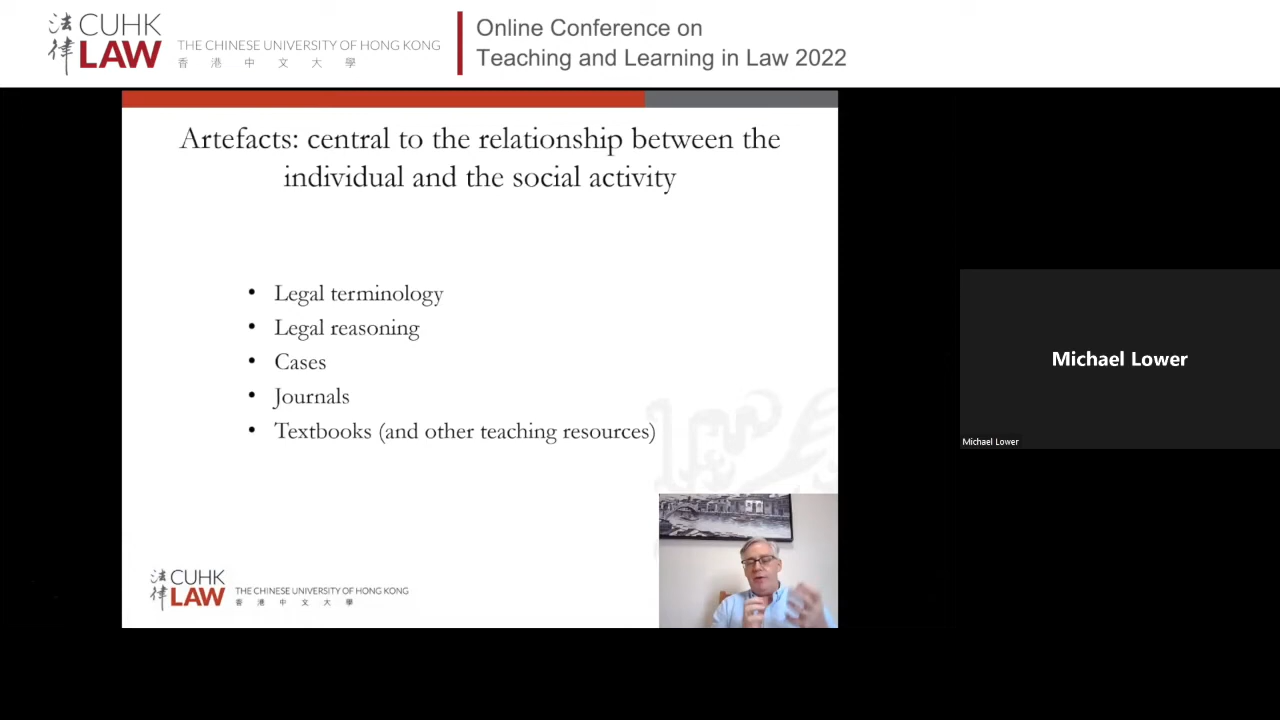 法律
CUHK
LAW
THE CHINESE UNIVERSITY OF HONG KONG
香港中文大學
Online Conference on
Teaching and Learning in Law 2022
Artefacts: central to the relationship between the
individual and the social activity
• Legal terminology
• Legal reasoning
• Cases
• Journals
• Textbooks (and other teaching resources)
Michael Lower
Michael Lower
法律
CUHK
LAW
THE CHINESE UNIVERSITY OF HONG KONG
香港中文大學